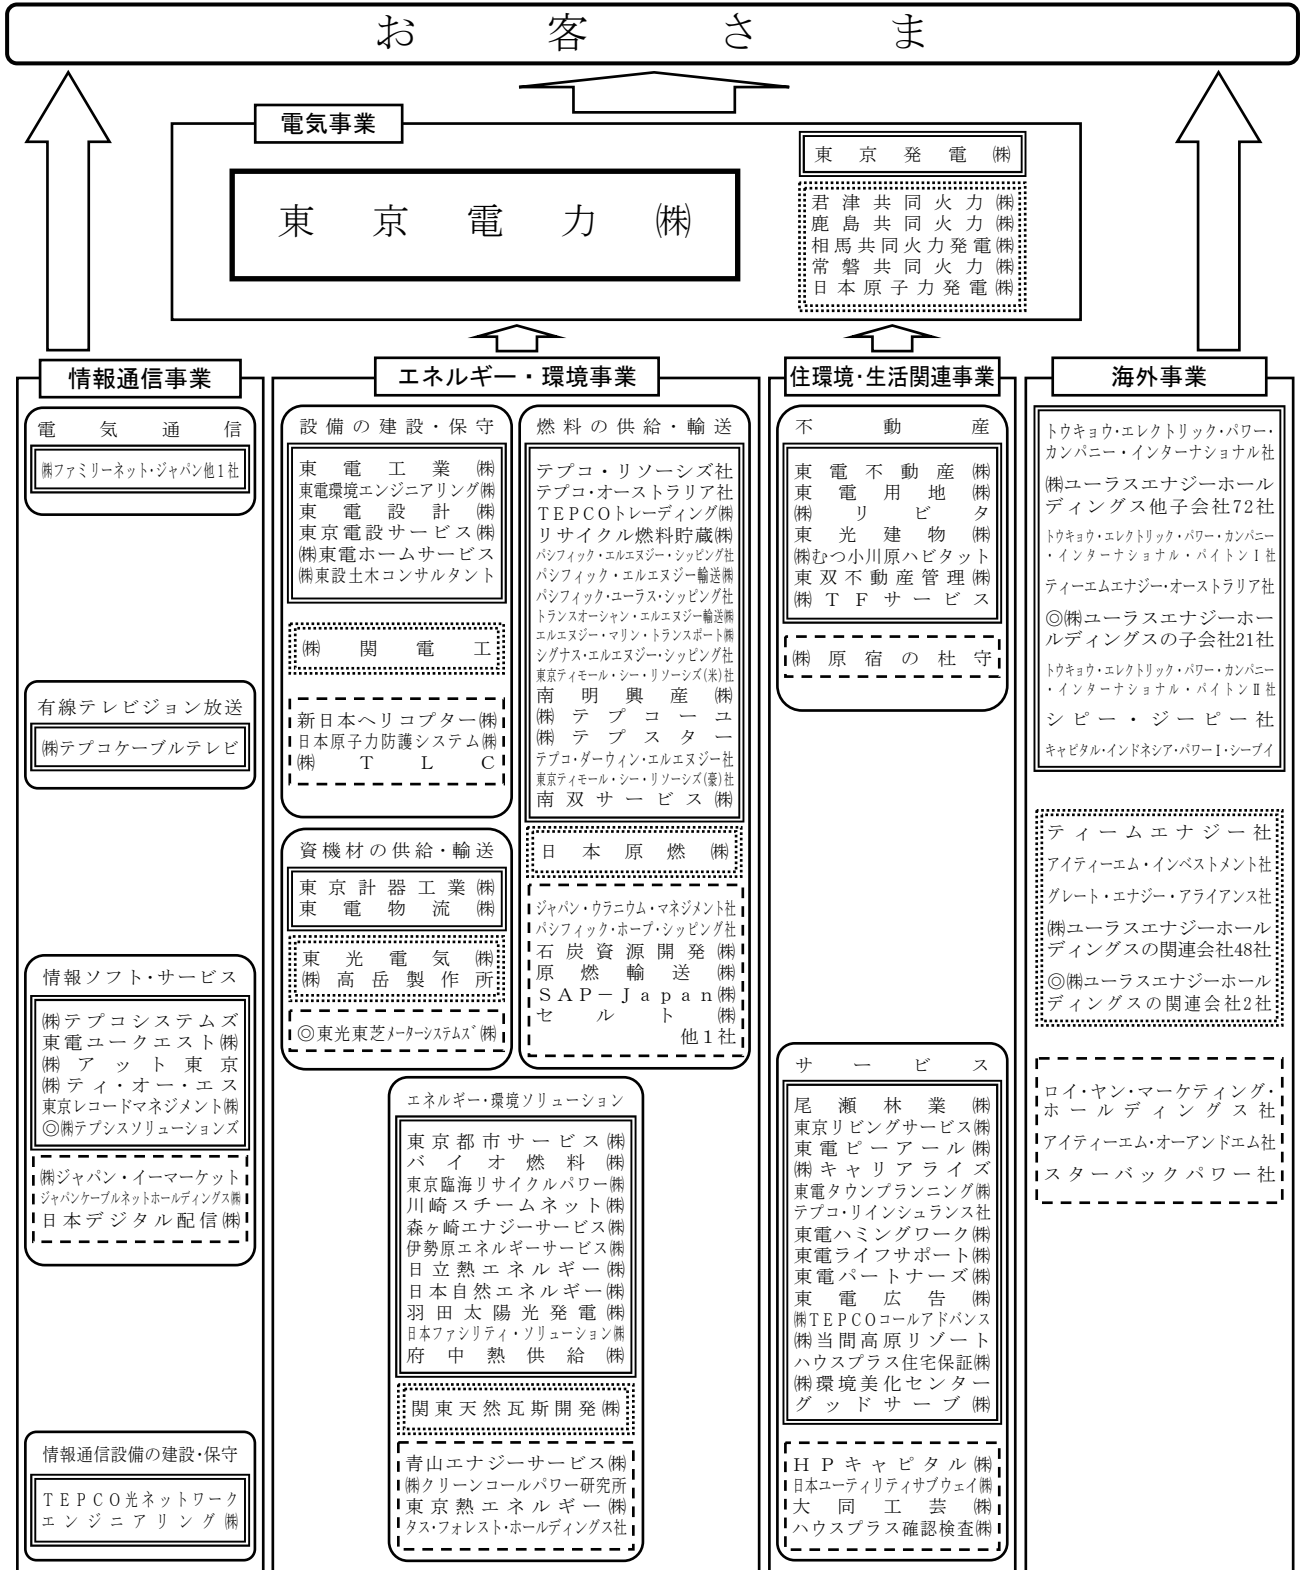 お客さま
電気事業
東京電力㈱
東京発電㈱
君津共同火力㈱
鹿島共同火力㈱
相馬共同火力発電㈱
常磐共同火力㈱
日本原子力発電㈱
情報通信事業
電気通信
㈱ファミリーネット・ジャパン他1社
有線テレビジョン放送
㈱テプコケーブルテレビ
情報ソフト・サービス
㈱テプコシステムズ
東電ユークエスト㈱
㈱アット東京
㈱ティ・オー・エス
東京レコードマネジメント㈱
◎㈱テプシスソリューションズ
㈱ジャパン・イーマーケット
ジャパンケーブルネットホールディングス㈱
日本デジタル配信㈱
情報通信設備の建設・保守
TEPCO光ネットワーク
エンジニアリング㈱
エネルギー・環境事業
設備の建設・保守
東電工業㈱
東電環境エンジニアリング㈱
東電設計㈱
東京電設サービス㈱
㈱東電ホームサービス
㈱東設土木コンサルタント
㈱関電工
新日本ヘリコプター㈱
日本原子力防護システム㈱
㈱TLC
資機材の供給・輸送
東京計器工業㈱
東電物流㈱
東光電気㈱
㈱高岳製作所
◎東光東芝メーターシステムズ㈱
燃料の供給・輸送
テプコ・リソーシズ社
テプコ・オーストラリア社
TEPCOトレーディング㈱
リサイクル燃料貯蔵㈱
パシフィック・エルエヌジー・シッピング社
パシフィック・エルエヌジー輸送㈱
パシフィック・ユーラス・シッピング社
トランスオーシャン・エルエヌジー輸送㈱
エルエヌジー・マリン・トランスポート㈱
シグナス・エルエヌジー・シッピング社
東京ティモール・シー・リソーシズ(米)社
南明興産㈱
㈱テプコーユ
㈱テプスター
テプコ・ダーウィン・エルエヌジー社
東京ティモール・シー・リソーシズ(豪)社
南双サービス㈱
日本原燃㈱
ジャパン・ウラニウム・マネジメント社
パシフィック・ホープ・シッピング社
石炭資源開発㈱
原燃輸送㈱
SAP－Japan㈱
セルト㈱
他1社
エネルギー・環境ソリューション
東京都市サービス㈱
バイオ燃料㈱
東京臨海リサイクルパワー㈱
川崎スチームネット㈱
森ヶ崎エナジーサービス㈱
伊勢原エネルギーサービス㈱
日立熱エネルギー㈱
日本自然エネルギー㈱
羽田太陽光発電㈱
日本ファシリティ・ソリューション㈱
府中熱供給㈱
関東天然瓦斯開発㈱
青山エナジーサービス㈱
㈱クリーンコールパワー研究所
東京熱エネルギー㈱
タス・フォレスト・ホールディングス社
住環境・生活関連事業
不動産
東電不動産㈱
東電用地㈱
㈱リビタ
東光建物㈱
㈱むつ小川原ハビタット
東双不動産管理㈱
㈱TFサービス
㈱原宿の杜守
サービス
尾瀬林業㈱
東京リビングサービス㈱
東電ピーアール㈱
㈱キャリアライズ
東電タウンプランニング㈱
テプコ・リインシュランス社
東電ハミングワーク㈱
東電ライフサポート㈱
東電パートナーズ㈱
東電広告㈱
㈱TEPCOコールアドバンス
㈱当間高原リゾート
ハウスプラス住宅保証㈱
㈱環境美化センター
グッドサーブ㈱
HPキャピタル㈱
日本ユーティリティサブウェイ㈱
大同工芸㈱
ハウスプラス確認検査㈱
海外事業
トウキョウ・エレクトリック・パワー・
カンパニー・インターナショナル社
㈱ユーラスエナジーホール
ディングス他子会社72社
トウキョウ・エレクトリック・パワー・カンパニー
・インターナショナル・パイトンⅠ社
ティーエムエナジー・オーストラリア社
◎㈱ユーラスエナジーホー
ルディングスの子会社21社
トウキョウ・エレクトリック・パワー・カンパニー
・インターナショナル・パイトンⅡ社
シピー・ジーピー社
キャピタル・インドネシア・パワーI・シーブイ
ティームエナジー社
アイティーエム・インベストメント社
グレート・エナジー・アライアンス社
㈱ユーラスエナジーホール
ディングスの関連会社48社
◎㈱ユーラスエナジーホール
ディングスの関連会社2社
ロイ・ヤン・マーケティング・
ホールディングス社
アイティーエム・オーアンドエム社
スターバックパワー社